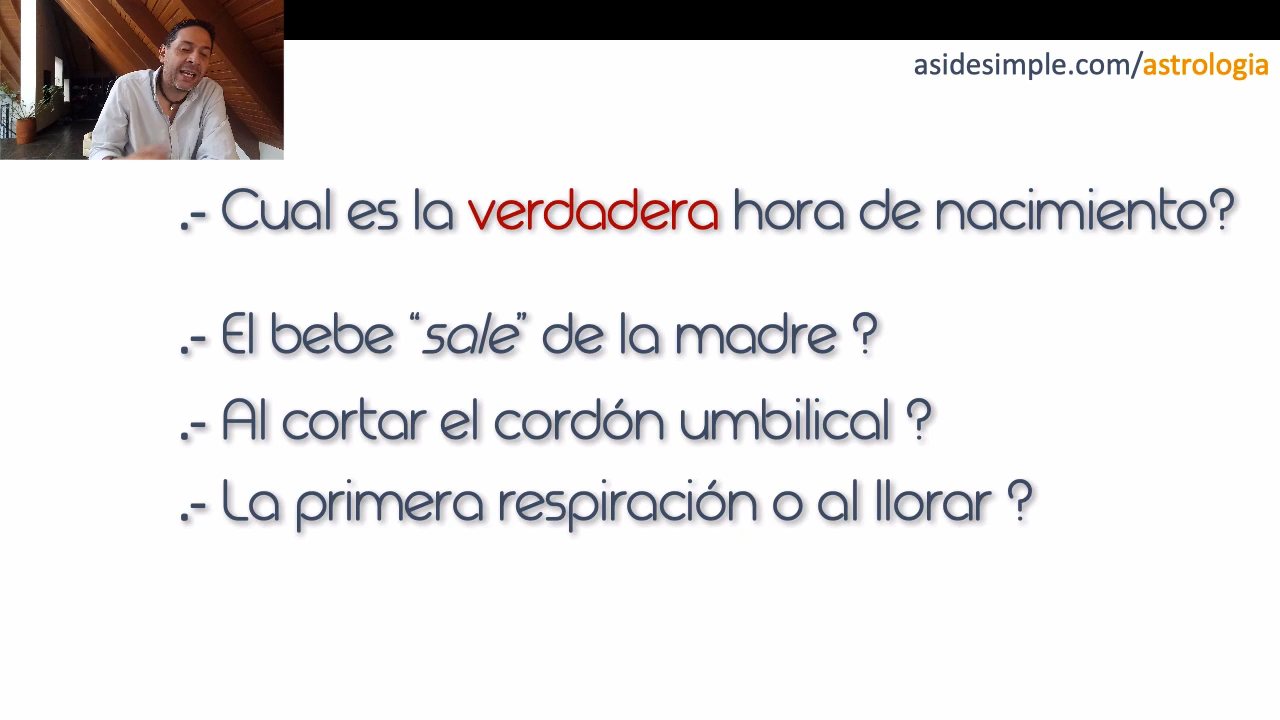 asidesimple.com/astrologia
.- Cual es la verdadera hora de nacimiento?
.- El bebe “sale” de la madre ?
.- Al cortar el cordón umbilical ?
.- La primera respiración o al llorar ?